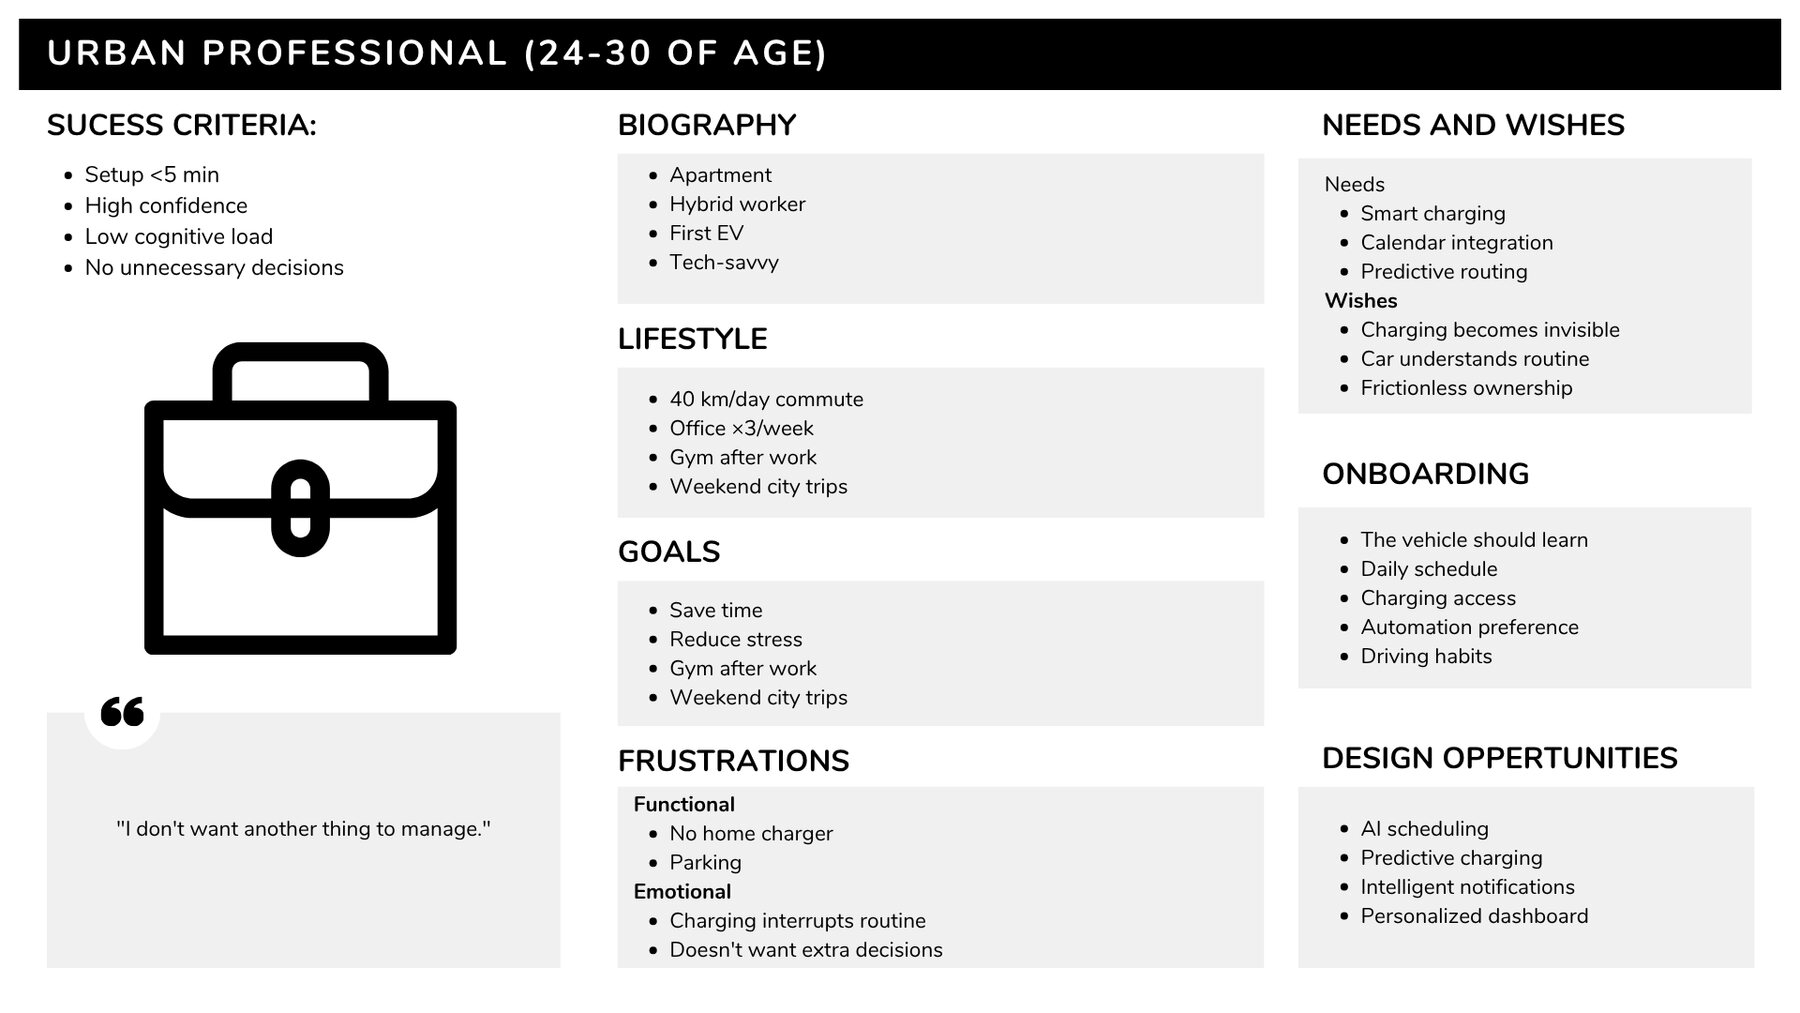 URBAN PROFESSIONAL (24-30 OF AGE)
SUCESS CRITERIA:
• Setup <5 min
• High confidence
• Low cognitive load
• No unnecessary decisions
"I don't want another thing to manage."
BIOGRAPHY
• Apartment
• Hybrid worker
• First EV
• Tech-savvy
LIFESTYLE
• 40 km/day commute
• Office ×3/week
• Gym after work
• Weekend city trips
GOALS
• Save time
• Reduce stress
• Gym after work
• Weekend city trips
FRUSTRATIONS
Functional
• No home charger
• Parking
Emotional
• Charging interrupts routine
• Doesn't want extra decisions
NEEDS AND WISHES
Needs
• Smart charging
• Calendar integration
• Predictive routing
Wishes
• Charging becomes invisible
• Car understands routine
• Frictionless ownership
ONBOARDING
• The vehicle should learn
• Daily schedule
• Charging access
• Automation preference
• Driving habits
DESIGN OPPERTUNITIES
• AI scheduling
• Predictive charging
• Intelligent notifications
• Personalized dashboard